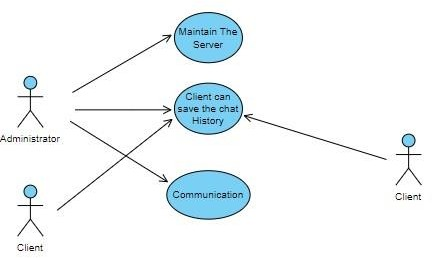 Maintain The
Server
Client can
save the chat
History
Administrator
Communication
Client
Client